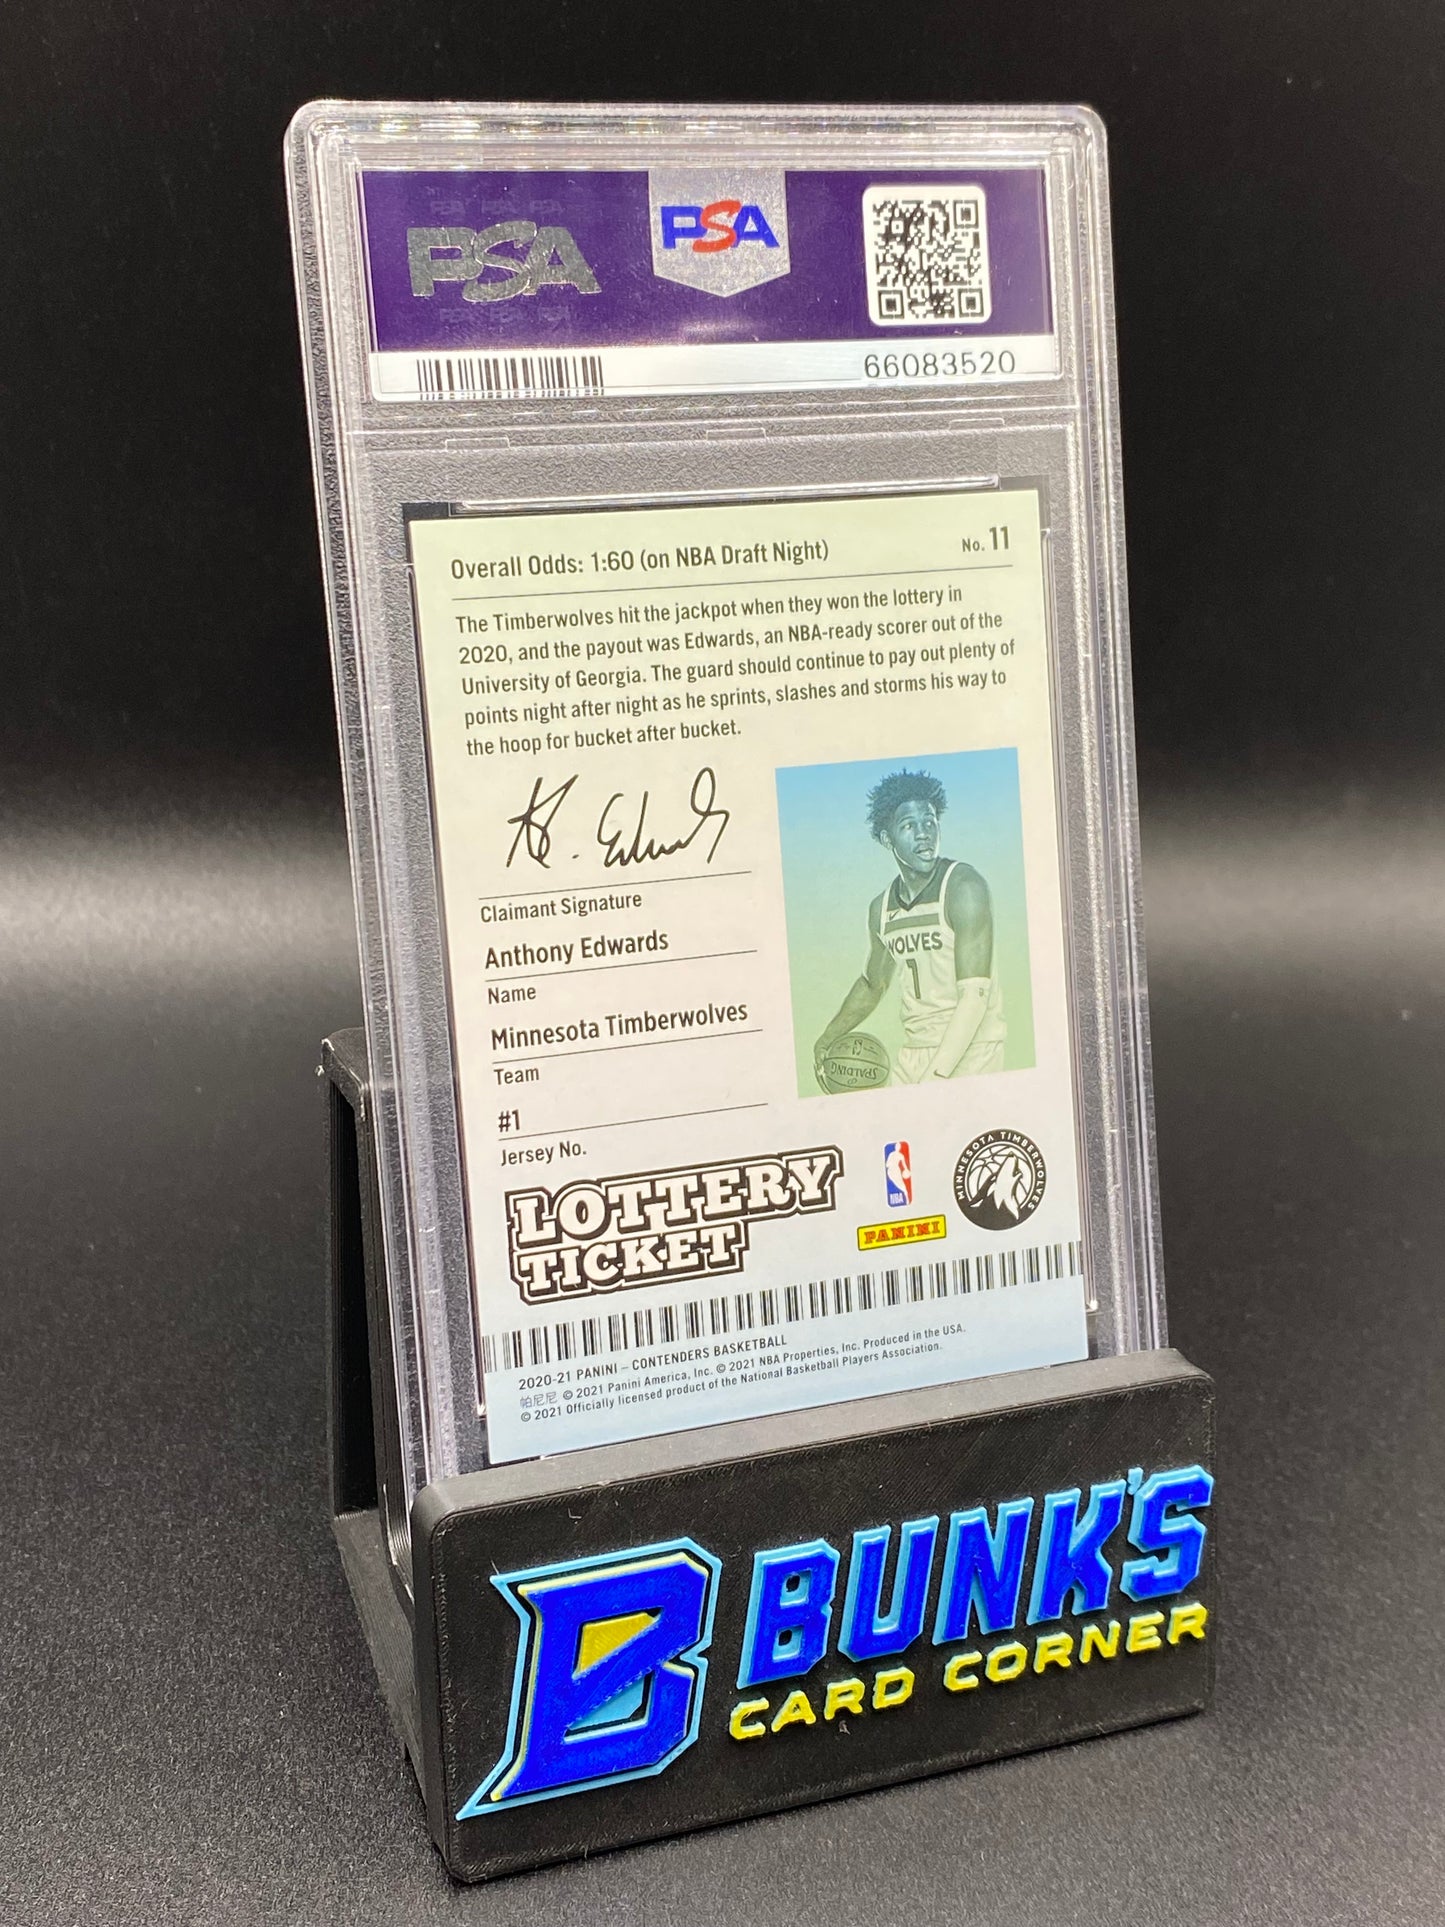 PSA
PSA
66083520
Overall Odds: 1:60 (on NBA Draft Night)
No. 11
The Timberwolves hit the jackpot when they won the lottery in
2020, and the payout was Edwards, an NBA-ready scorer out of the
University of Georgia. The guard should continue to pay out plenty of
points night after night as he sprints, slashes and storms his way to
the hoop for bucket after bucket.
A. Edwards
Claimant Signature
Anthony Edwards
Name
Minnesota Timberwolves
Team
#1
Jersey No.
WOLVES
1
SPALDING
LOTTERY
TICKET
NBA
PANINI
MINNESOTA TIMBERWOLVES
2020-21 PANINI – CONTENDERS BASKETBALL
帕尼尼 © 2021 Panini America, Inc. © 2021 NBA Properties, Inc. Produced in the USA.
© 2021 Officially licensed product of the National Basketball Players Association.
B BUNK'S
CARD CORNER